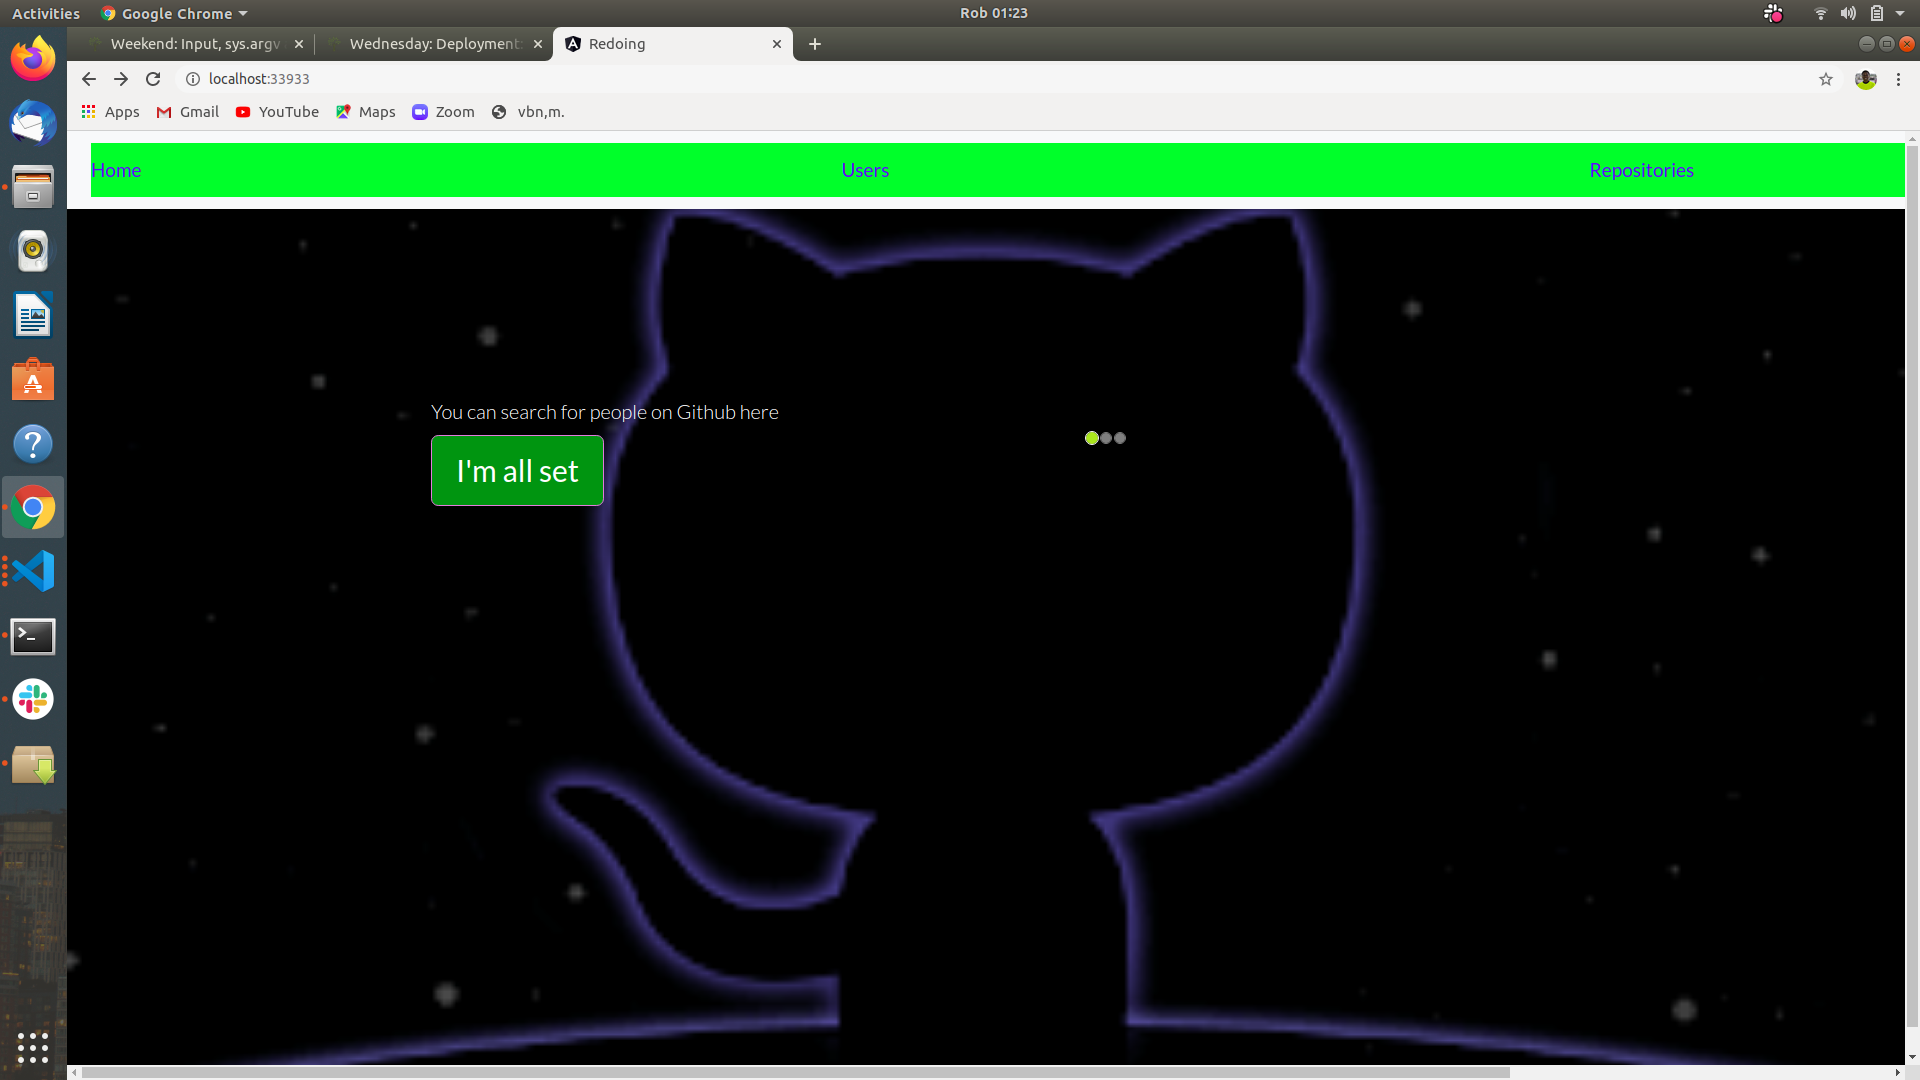 Activities
Google Chrome
Rob 01:23
Weekend: Input, sys.argv
Wednesday: Deployment:
Redoing
localhost:33933
Apps
Gmail
YouTube
Maps
Zoom
vbn,m.
Home
Users
Repositories
You can search for people on Github here
I'm all set